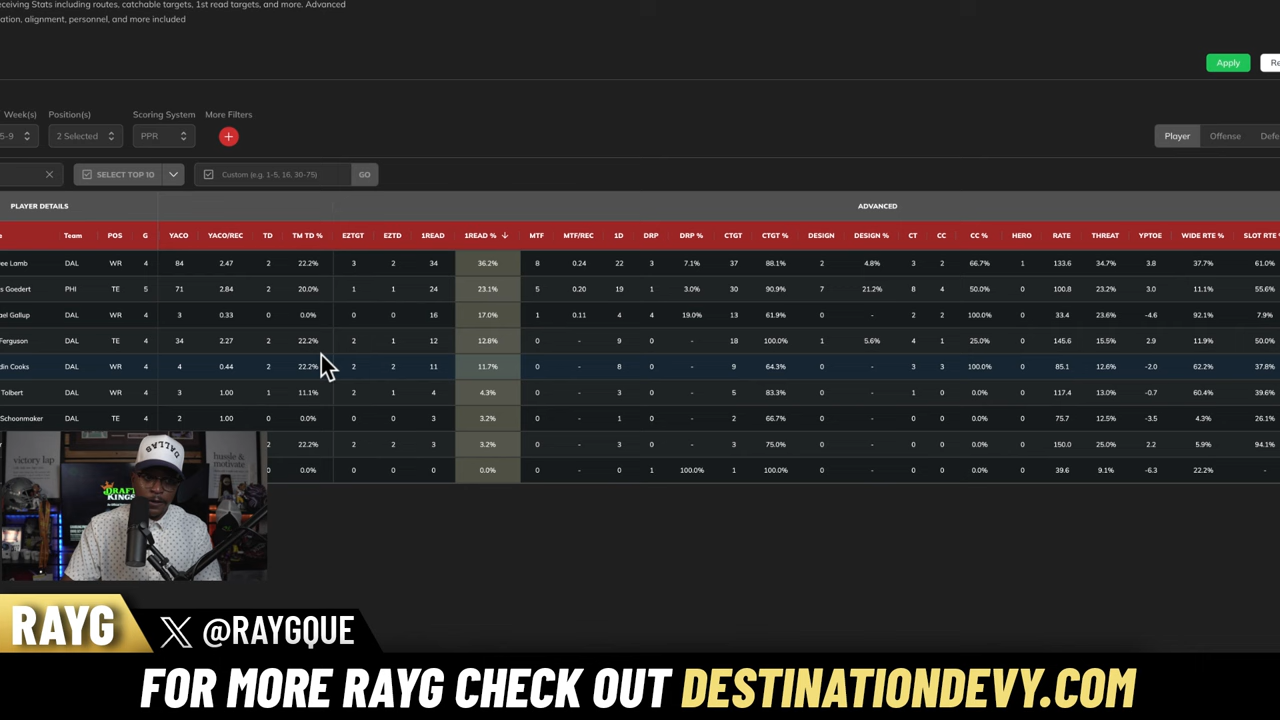 eceiving Stats including routes, catchable targets, 1st read targets, and more. Advanced
ation, alignment, personnel, and more included
Apply Re
Week(s) Position(s) Scoring System More Filters
5-9 2 Selected PPR + Player Offense Defe
× SELECT TOP 10 Custom (e.g. 1-5, 16, 30-75) GO
PLAYER DETAILS ADVANCED
Team POS G YACO YACO/REC TD TM TD % EZTGT EZTD 1READ 1READ % ↓ MTF MTF/REC 1D DRP DRP % CTGT CTGT % DESIGN DESIGN % CT CC CC % HERO RATE THREAT YPTOE WIDE RTE % SLOT RTE %
ee Lamb DAL WR 4 84 2.47 2 22.2% 3 2 34 36.2% 8 0.24 22 3 7.1% 37 88.1% 2 4.8% 3 2 66.7% 1 133.6 34.7% 3.8 37.7% 61.0%
s Goedert PHI TE 5 71 2.84 2 20.0% 1 1 24 23.1% 5 0.20 19 1 3.0% 30 90.9% 7 21.2% 8 4 50.0% 0 100.8 23.2% 3.0 11.1% 55.6%
ael Gallup DAL WR 4 3 0.33 0 0.0% 0 0 16 17.0% 1 0.11 4 4 19.0% 13 61.9% 0 - 2 2 100.0% 0 33.4 23.6% -4.6 92.1% 7.9%
Ferguson DAL TE 4 34 2.27 2 22.2% 2 1 12 12.8% 0 - 9 0 - 18 100.0% 1 5.6% 4 1 25.0% 0 145.6 15.5% 2.9 11.9% 50.0%
din Cooks DAL WR 4 4 0.44 2 22.2% 2 2 11 11.7% 0 - 8 0 - 9 64.3% 0 - 3 3 100.0% 0 85.1 12.6% -2.0 62.2% 37.8%
Tolbert DAL WR 4 3 1.00 1 11.1% 2 1 4 4.3% 0 - 3 0 - 5 83.3% 0 - 1 0 0.0% 0 117.4 13.0% -0.7 60.4% 39.6%
Schoonmaker DAL TE 4 2 1.00 0 0.0% 0 0 3 3.2% 0 - 1 0 - 2 66.7% 0 - 0 0 0.0% 0 75.7 12.5% -3.5 4.3% 26.1%
2 22.2% 2 2 3 3.2% 0 - 3 0 - 3 75.0% 0 - 0 0 0.0% 0 150.0 25.0% 2.2 5.9% 94.1%
0 0.0% 0 0 0 0.0% 0 - 0 1 100.0% 1 100.0% 0 - 0 0 0.0% 0 39.6 9.1% -6.3 22.2% -
victory lap
DALLAS
hustle &
motivate
DRAFT
KINGS
RAYG @RAYGQUE
FOR MORE RAYG CHECK OUT DESTINATIONDEVY.COM